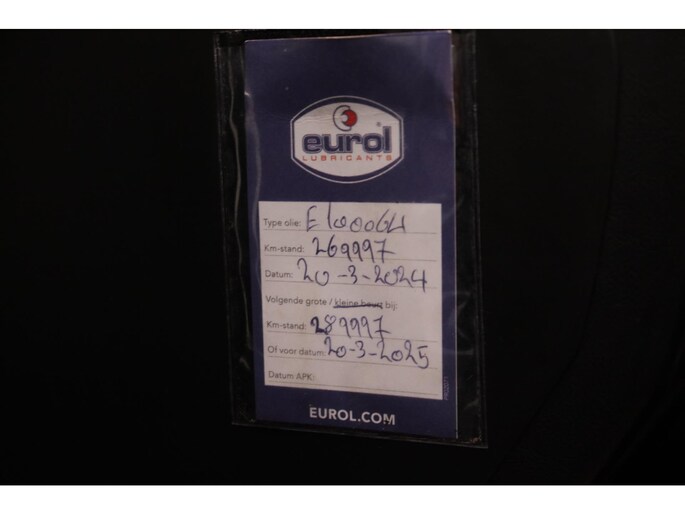 eurol®
LUBRICANTS
Type olie: E100064
Km-stand: 269997
Datum: 20-3-2024
Volgende grote / kleine beurt bij:
Km-stand: 289997
Of voor datum: 20-3-2025
Datum APK:
EUROL.COM